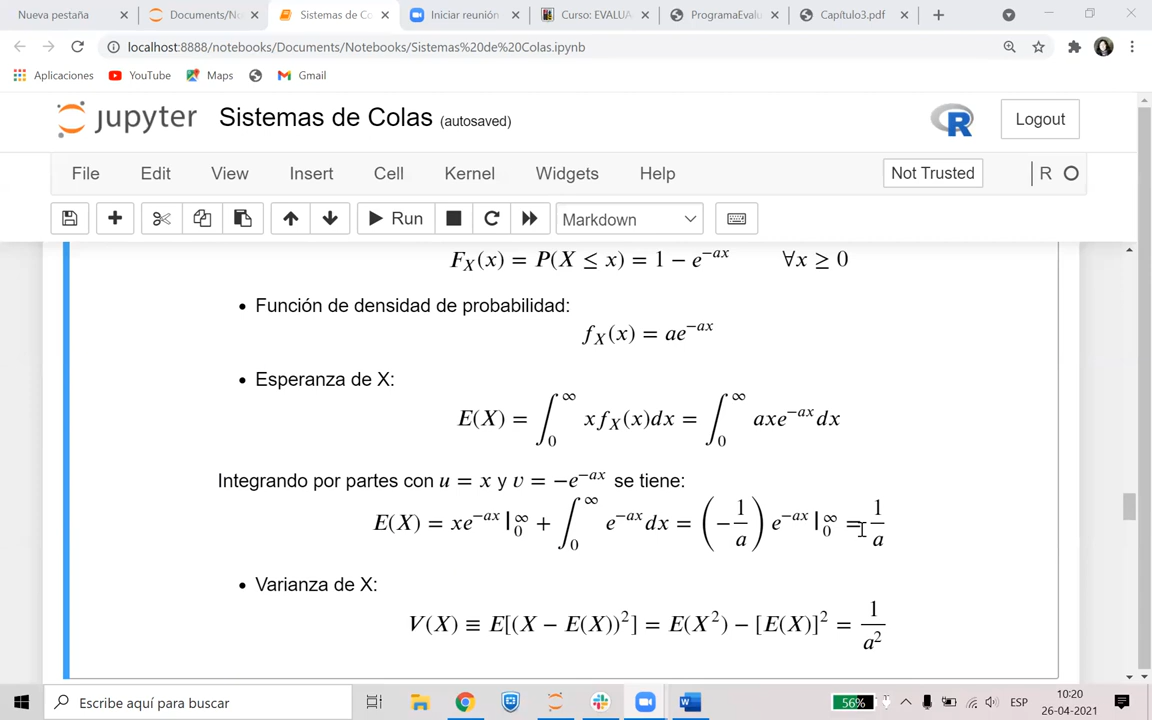 Nueva pestaña
Documents/No
Sistemas de Co
Iniciar reunión
Curso: EVALUA
ProgramaEvalu
Capítulo3.pdf
localhost:8888/notebooks/Documents/Notebooks/Sistemas%20de%20Colas.ipynb
Aplicaciones YouTube Maps Gmail
jupyter Sistemas de Colas (autosaved) R Logout
File Edit View Insert Cell Kernel Widgets Help Not Trusted R
Run Markdown
F_X(x) = P(X ≤ x) = 1 − e^{−ax} ∀x ≥ 0
• Función de densidad de probabilidad:
f_X(x) = ae^{−ax}
• Esperanza de X:
E(X) = ∫_0^∞ x f_X(x)dx = ∫_0^∞ axe^{−ax}dx
Integrando por partes con u = x y v = −e^{−ax} se tiene:
E(X) = xe^{−ax} |_0^∞ + ∫_0^∞ e^{−ax}dx = (−1/a) e^{−ax} |_0^∞ = 1/a
• Varianza de X:
V(X) ≡ E[(X − E(X))^2] = E(X^2) − [E(X)]^2 = 1/a^2
Escribe aquí para buscar
56%
ESP
10:20
26-04-2021